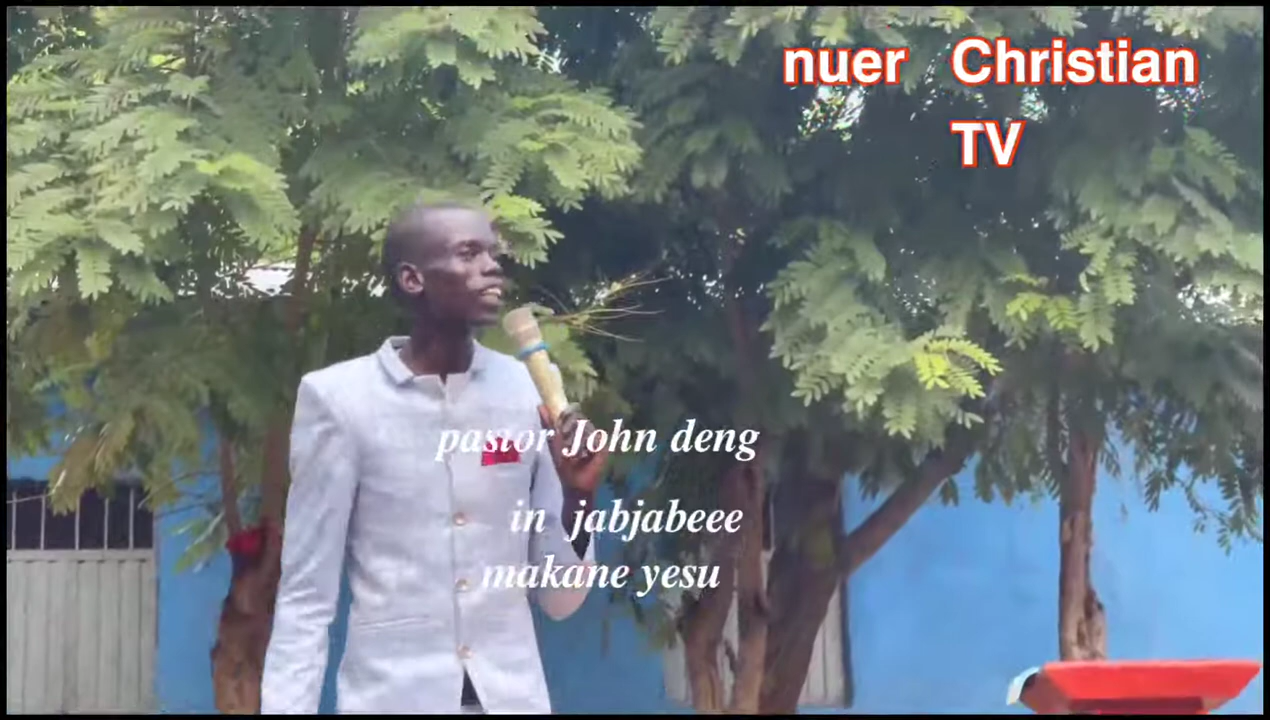 nuer Christian
TV
pastor John deng
in jabjabeee
makane yesu